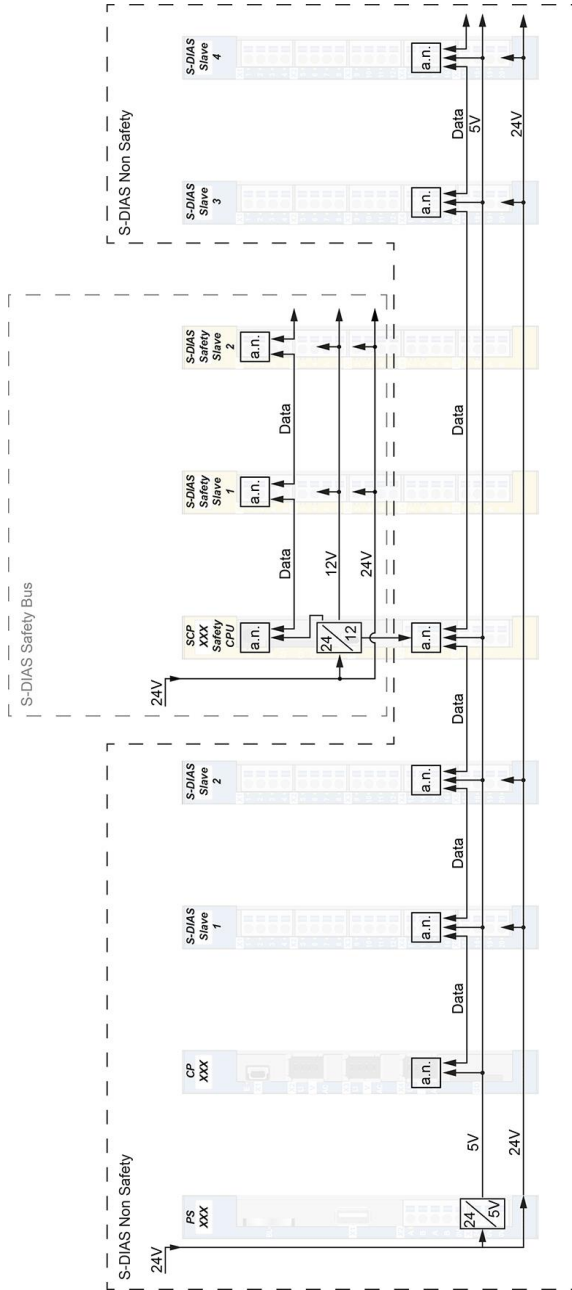 S-DIAS Safety Bus
S-DIAS Non Safety
S-DIAS Non Safety
24V
24V
PS
XXX
CP
XXX
S-DIAS
Slave
1
S-DIAS
Slave
2
SCP
XXX
Safety
CPU
S-DIAS
Safety
Slave
1
S-DIAS
Safety
Slave
2
S-DIAS
Slave
3
S-DIAS
Slave
4
a.n.
a.n.
a.n.
Data
Data
24
12
12V
24V
a.n.
a.n.
a.n.
a.n.
a.n.
a.n.
Data
Data
Data
Data
Data
24
5V
5V
5V
24V
24V